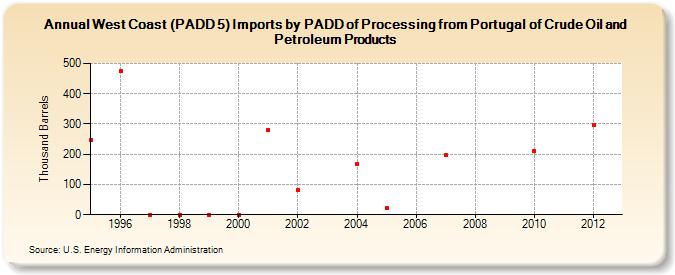 Annual West Coast (PADD 5) Imports by PADD of Processing from Portugal of Crude Oil and
Petroleum Products
Thousand Barrels
500
400
300
200
100
0
1996 1998 2000 2002 2004 2006 2008 2010 2012
Source: U.S. Energy Information Administration